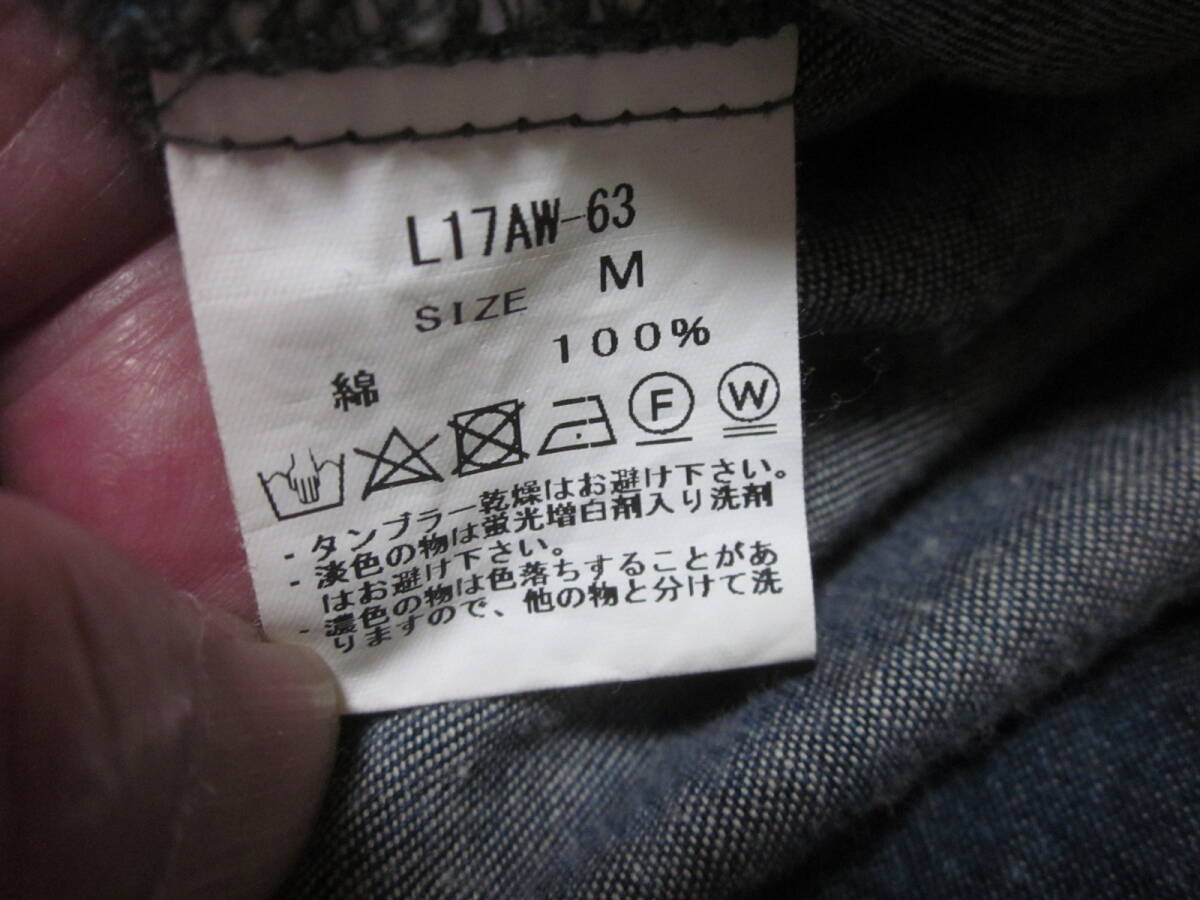 L17AW-63
SIZE M
綿 100%
F W
・タンブラー乾燥はお避け下さい。
・淡色の物は蛍光増白剤入り洗剤
はお避け下さい。
・濃色の物は色落ちすることがあ
りますので、他の物と分けて洗